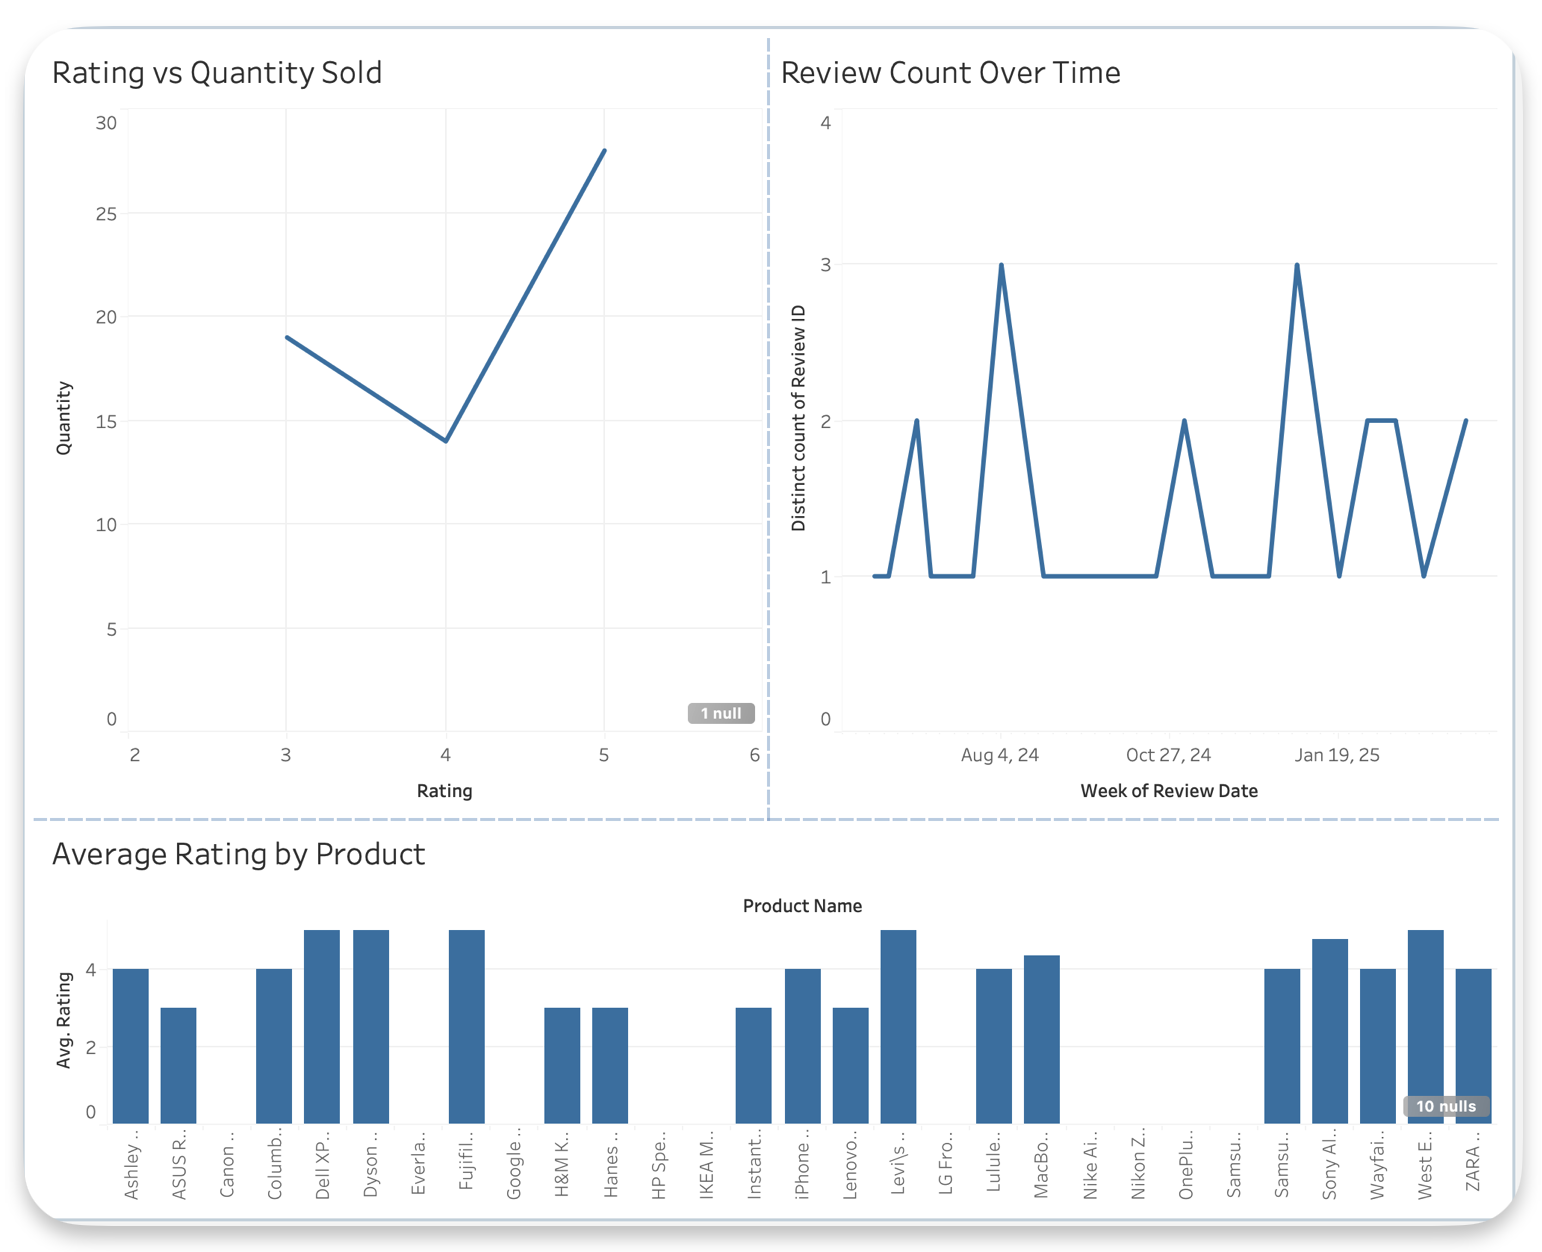 Rating vs Quantity Sold
30
25
20
15
10
5
0
Quantity
2 3 4 5 6
Rating
1 null
Review Count Over Time
4
3
2
1
0
Distinct count of Review ID
Aug 4, 24 Oct 27, 24 Jan 19, 25
Week of Review Date
Average Rating by Product
Product Name
4
2
0
Avg. Rating
10 nulls
Ashley ..
ASUS R..
Canon ..
Columb..
Dell XP..
Dyson ..
Everla..
Fujifil..
Google ..
H&M K..
Hanes ..
HP Spe..
IKEA M..
Instant..
iPhone ..
Lenovo..
Levi\s ..
LG Fro..
Lulule..
MacBo..
Nike Ai..
Nikon Z..
OnePlu..
Samsu..
Samsu..
Sony Al..
Wayfai..
West E..
ZARA ..